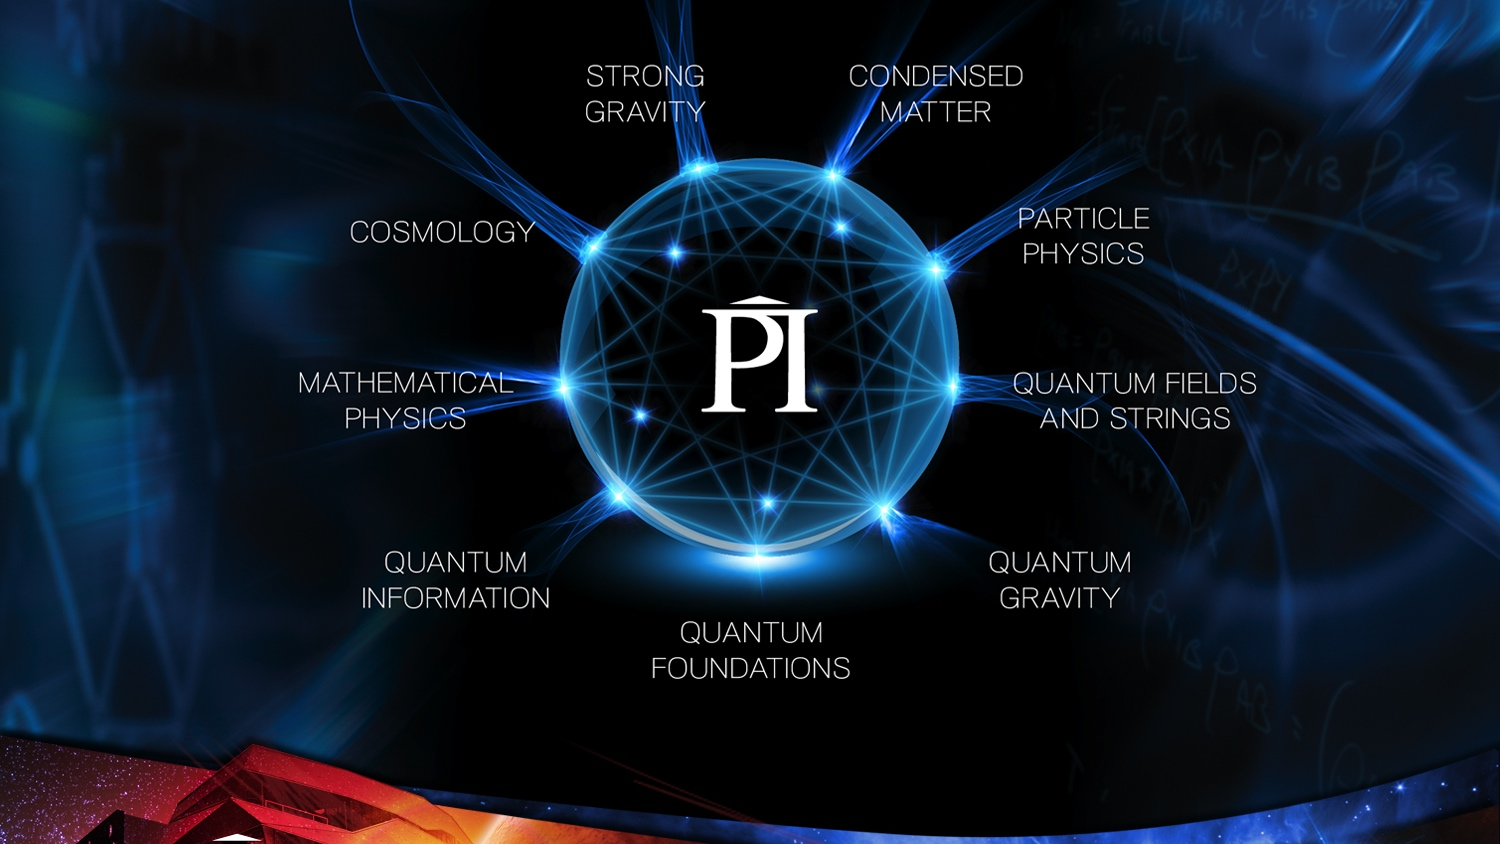 STRONG
GRAVITY
CONDENSED
MATTER
COSMOLOGY
PARTICLE
PHYSICS
PI
MATHEMATICAL
PHYSICS
QUANTUM FIELDS
AND STRINGS
QUANTUM
INFORMATION
QUANTUM
GRAVITY
QUANTUM
FOUNDATIONS